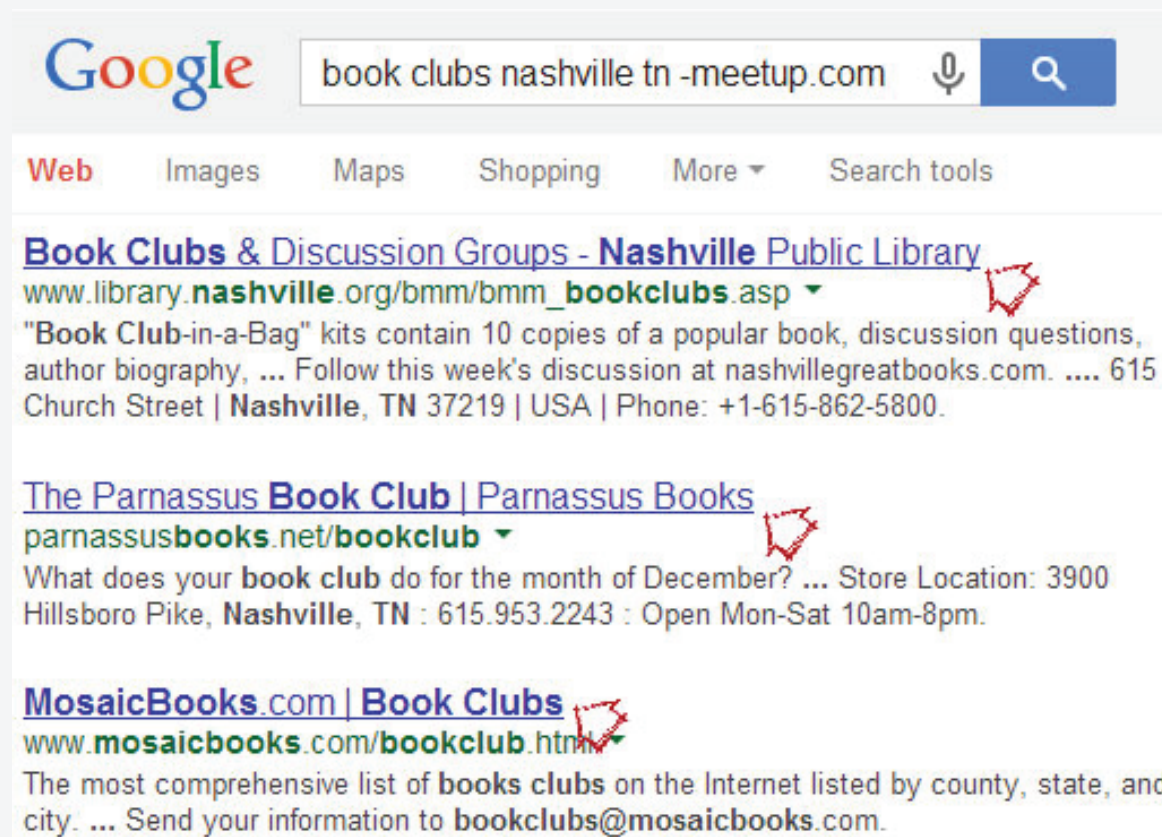 Google
book clubs nashville tn -meetup.com
Web Images Maps Shopping More Search tools
Book Clubs & Discussion Groups - Nashville Public Library
www.library.nashville.org/bmm/bmm_bookclubs.asp
"Book Club-in-a-Bag" kits contain 10 copies of a popular book, discussion questions,
author biography, ... Follow this week's discussion at nashvillegreatbooks.com. .... 615
Church Street | Nashville, TN 37219 | USA | Phone: +1-615-862-5800.
The Parnassus Book Club | Parnassus Books
parnassusbooks.net/bookclub
What does your book club do for the month of December? ... Store Location: 3900
Hillsboro Pike, Nashville, TN : 615.953.2243 : Open Mon-Sat 10am-8pm.
MosaicBooks.com | Book Clubs
www.mosaicbooks.com/bookclub.html
The most comprehensive list of books clubs on the Internet listed by county, state, and
city. ... Send your information to bookclubs@mosaicbooks.com.